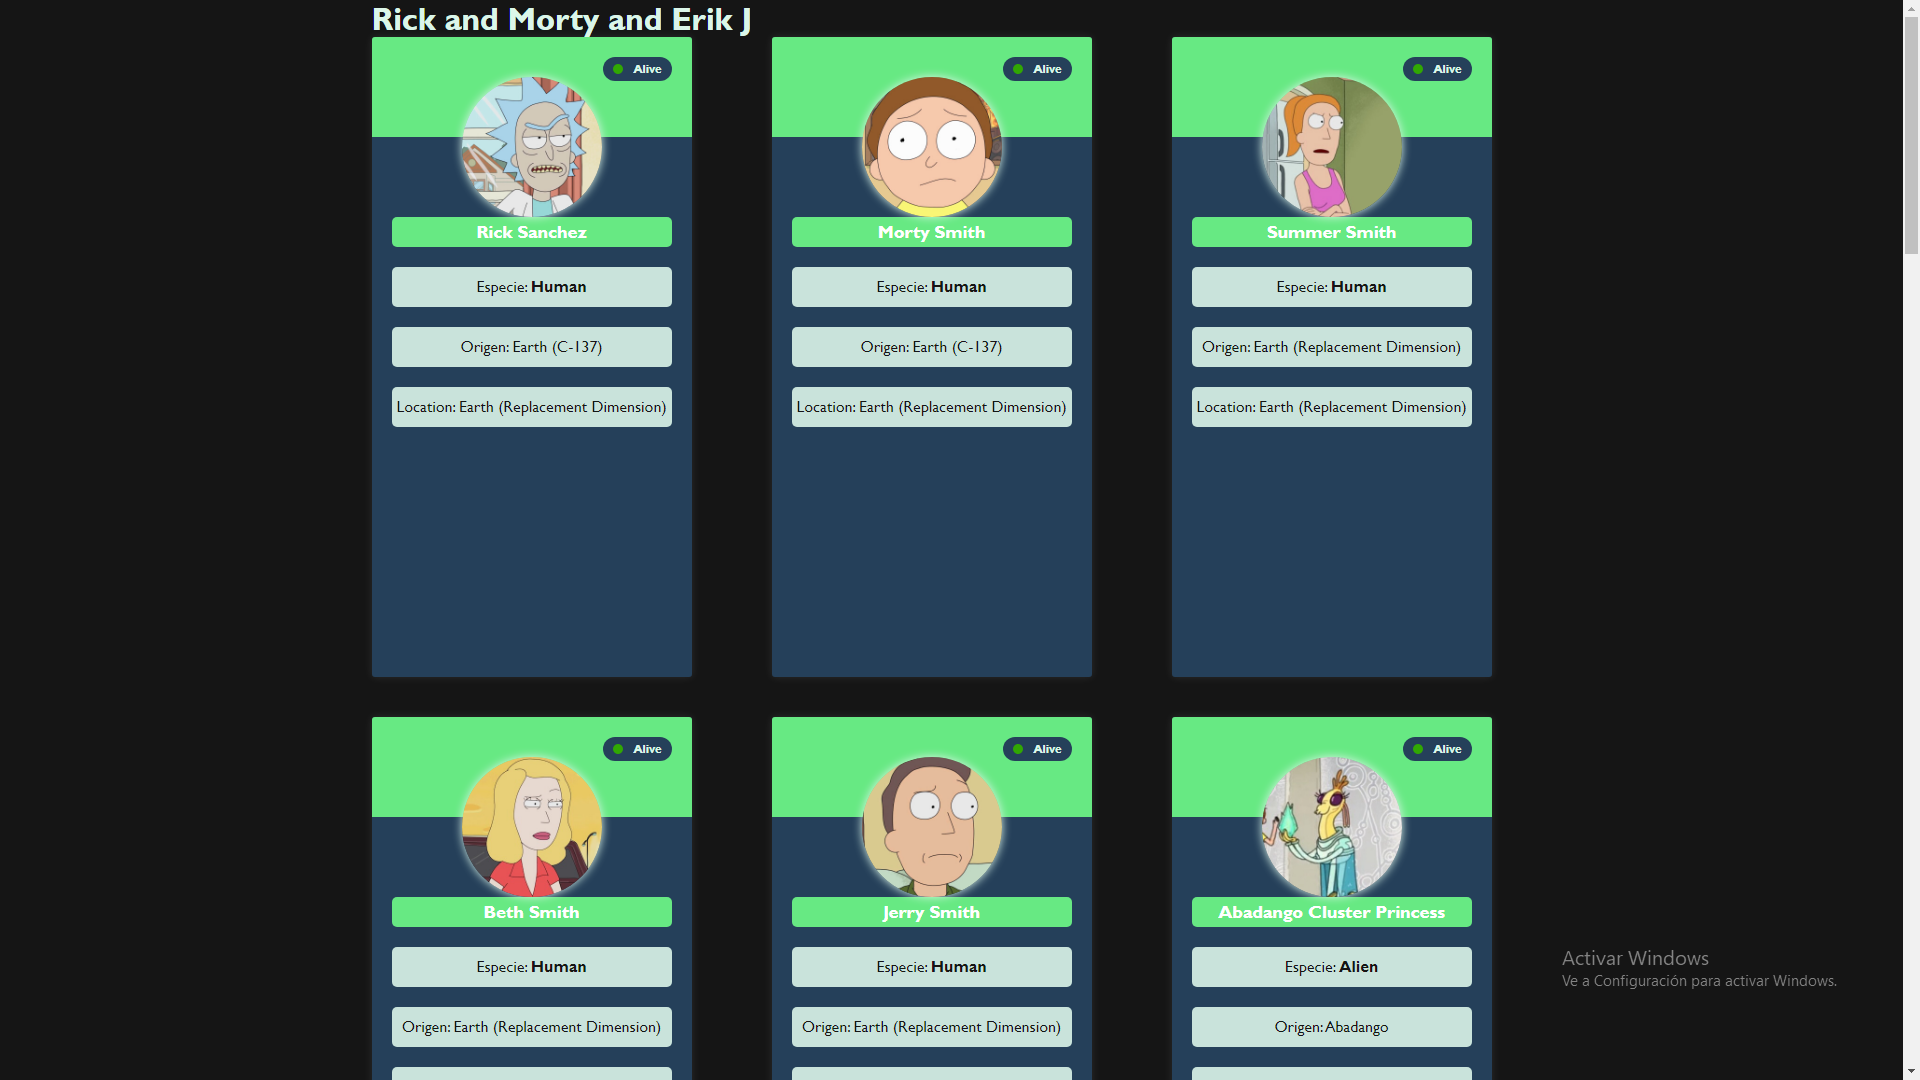 Rick and Morty and Erik J
Alive
Rick Sanchez
Especie: Human
Origen: Earth (C-137)
Location: Earth (Replacement Dimension)
Alive
Morty Smith
Especie: Human
Origen: Earth (C-137)
Location: Earth (Replacement Dimension)
Alive
Summer Smith
Especie: Human
Origen: Earth (Replacement Dimension)
Location: Earth (Replacement Dimension)
Alive
Beth Smith
Especie: Human
Origen: Earth (Replacement Dimension)
Alive
Jerry Smith
Especie: Human
Origen: Earth (Replacement Dimension)
Alive
Abadango Cluster Princess
Especie: Alien
Origen: Abadango
Activar Windows
Ve a Configuración para activar Windows.